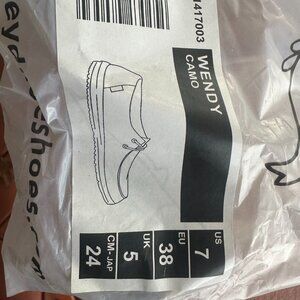 417003
WENDY
CAMO
US
7
EU
38
UK
5
CM-JAP
24